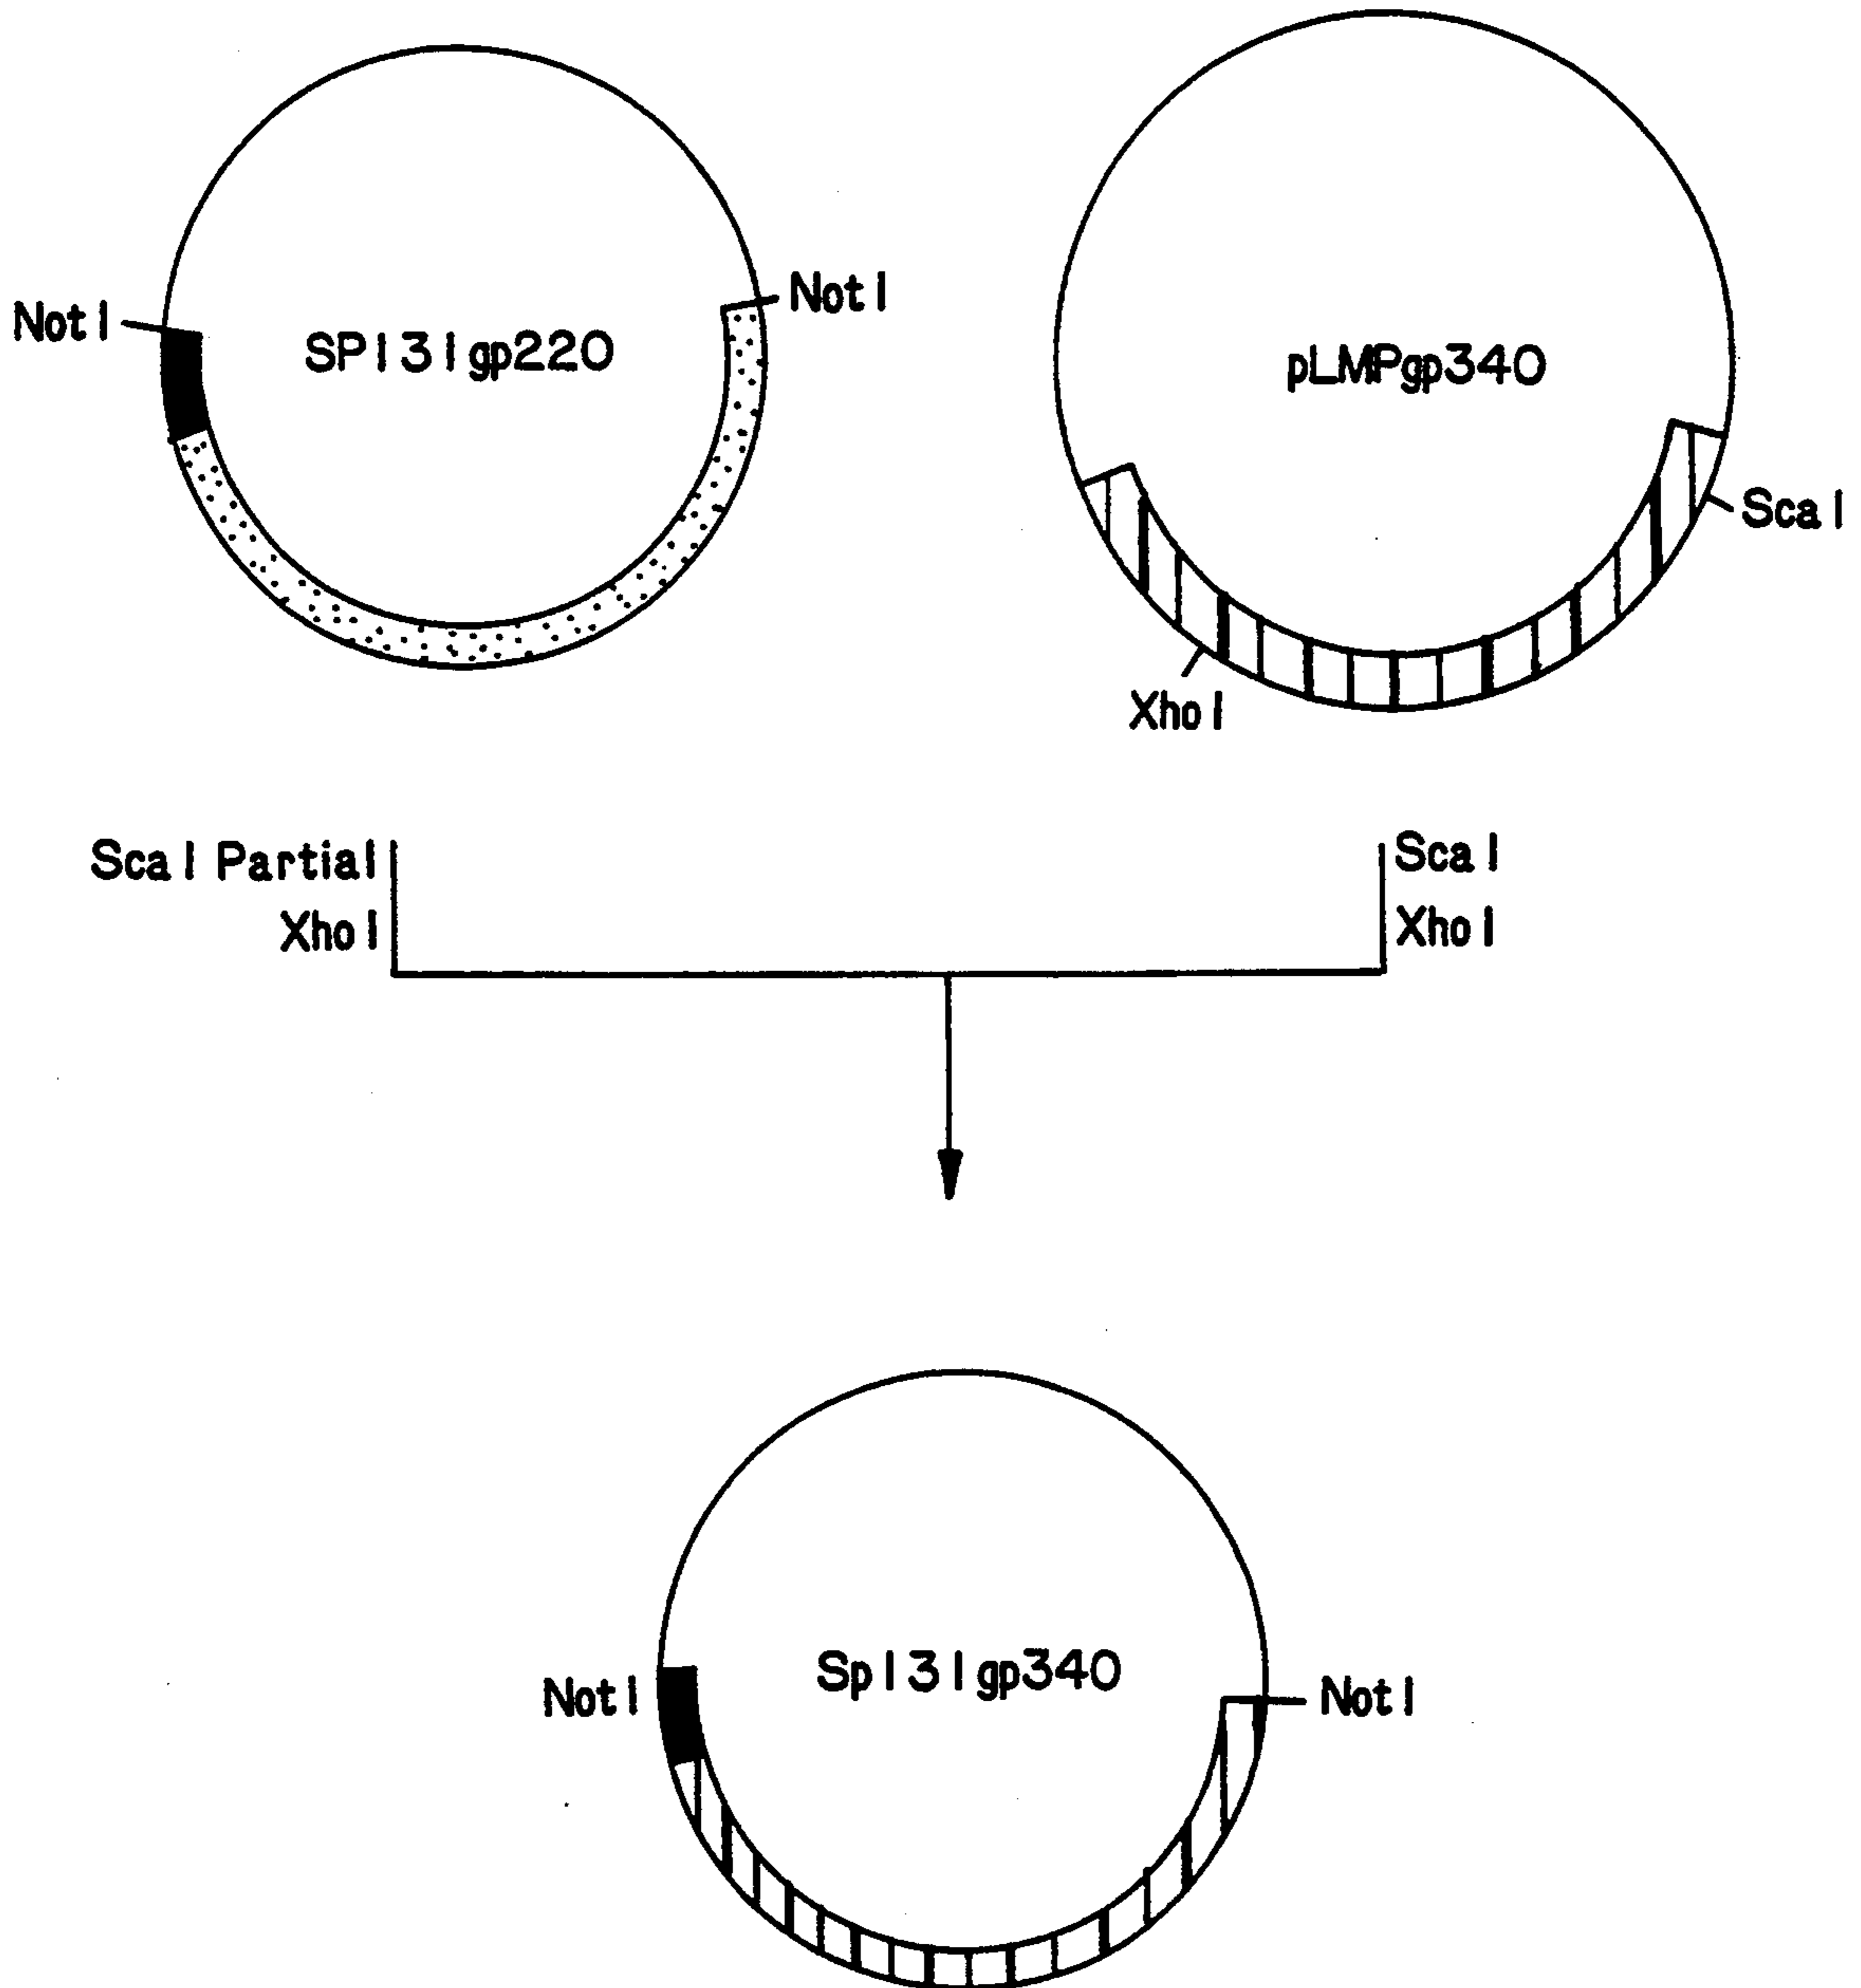 NotI
SP131gp220
NotI
pLMPgp340
ScaI
XhoI
ScaI Partial
XhoI
ScaI
XhoI
NotI
Sp131gp340
NotI